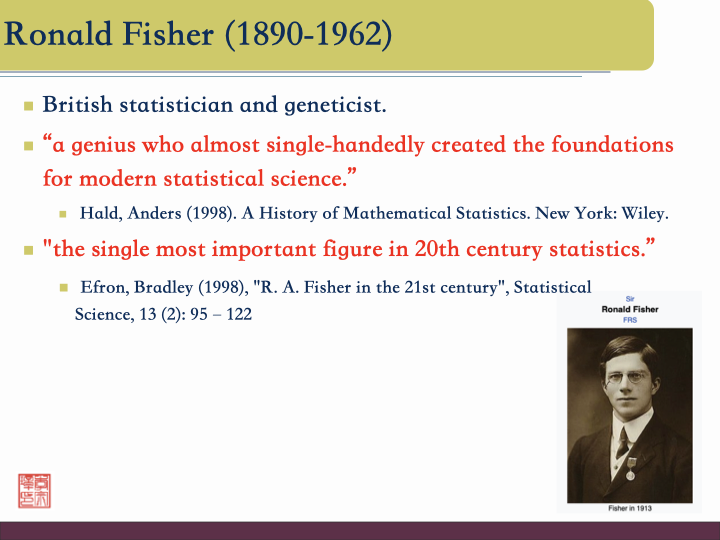 Ronald Fisher (1890-1962)
British statistician and geneticist.
“a genius who almost single-handedly created the foundations
for modern statistical science.”
Hald, Anders (1998). A History of Mathematical Statistics. New York: Wiley.
"the single most important figure in 20th century statistics.”
Efron, Bradley (1998), "R. A. Fisher in the 21st century", Statistical
Science, 13 (2): 95 – 122
Sir
Ronald Fisher
FRS
Fisher in 1913